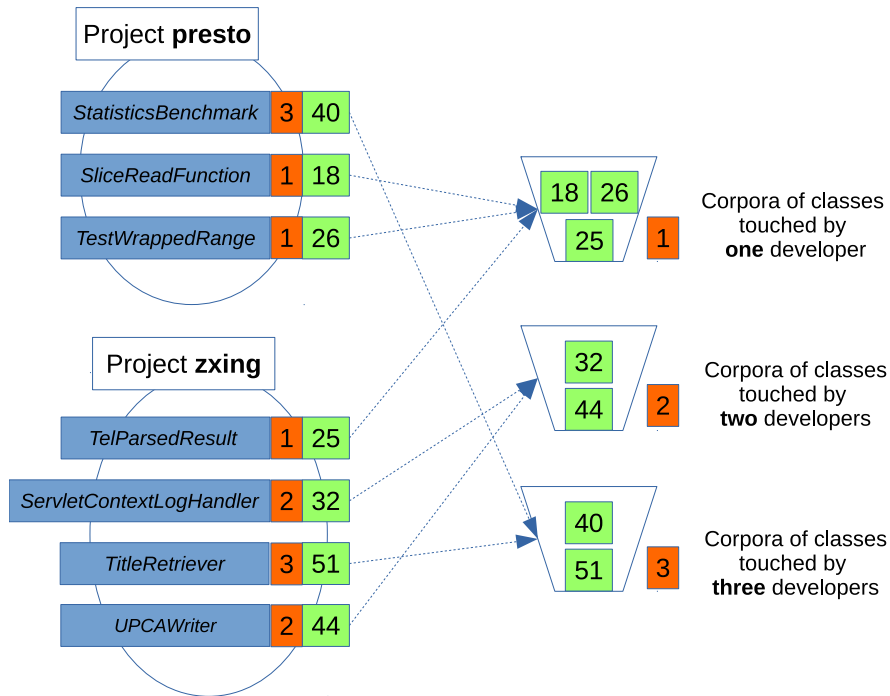 Project presto
StatisticsBenchmark 3 40
SliceReadFunction 1 18
TestWrappedRange 1 26
Project zxing
TelParsedResult 1 25
ServletContextLogHandler 2 32
TitleRetriever 3 51
UPCAWriter 2 44
18 26
25
1
Corpora of classes
touched by
one developer
32
44
2
Corpora of classes
touched by
two developers
40
51
3
Corpora of classes
touched by
three developers